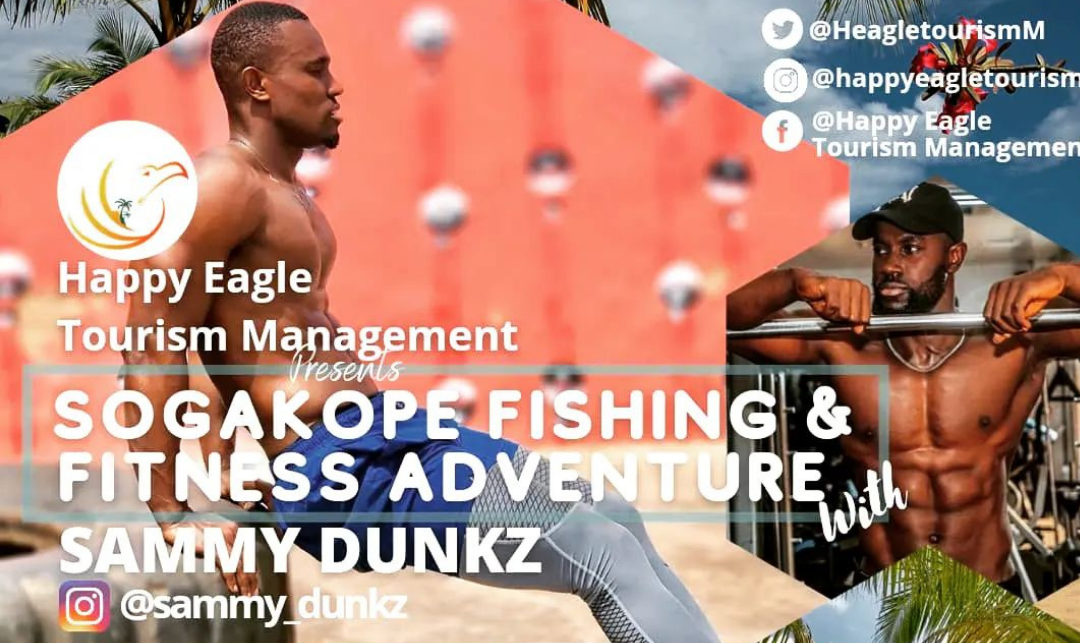 @HeagletourismM
@happyeagletourism
@Happy Eagle
Tourism Managemen
Happy Eagle
Tourism Management
Presents
SOGAKOPE FISHING &
FITNESS ADVENTURE
With
SAMMY DUNKZ
@sammy_dunkz